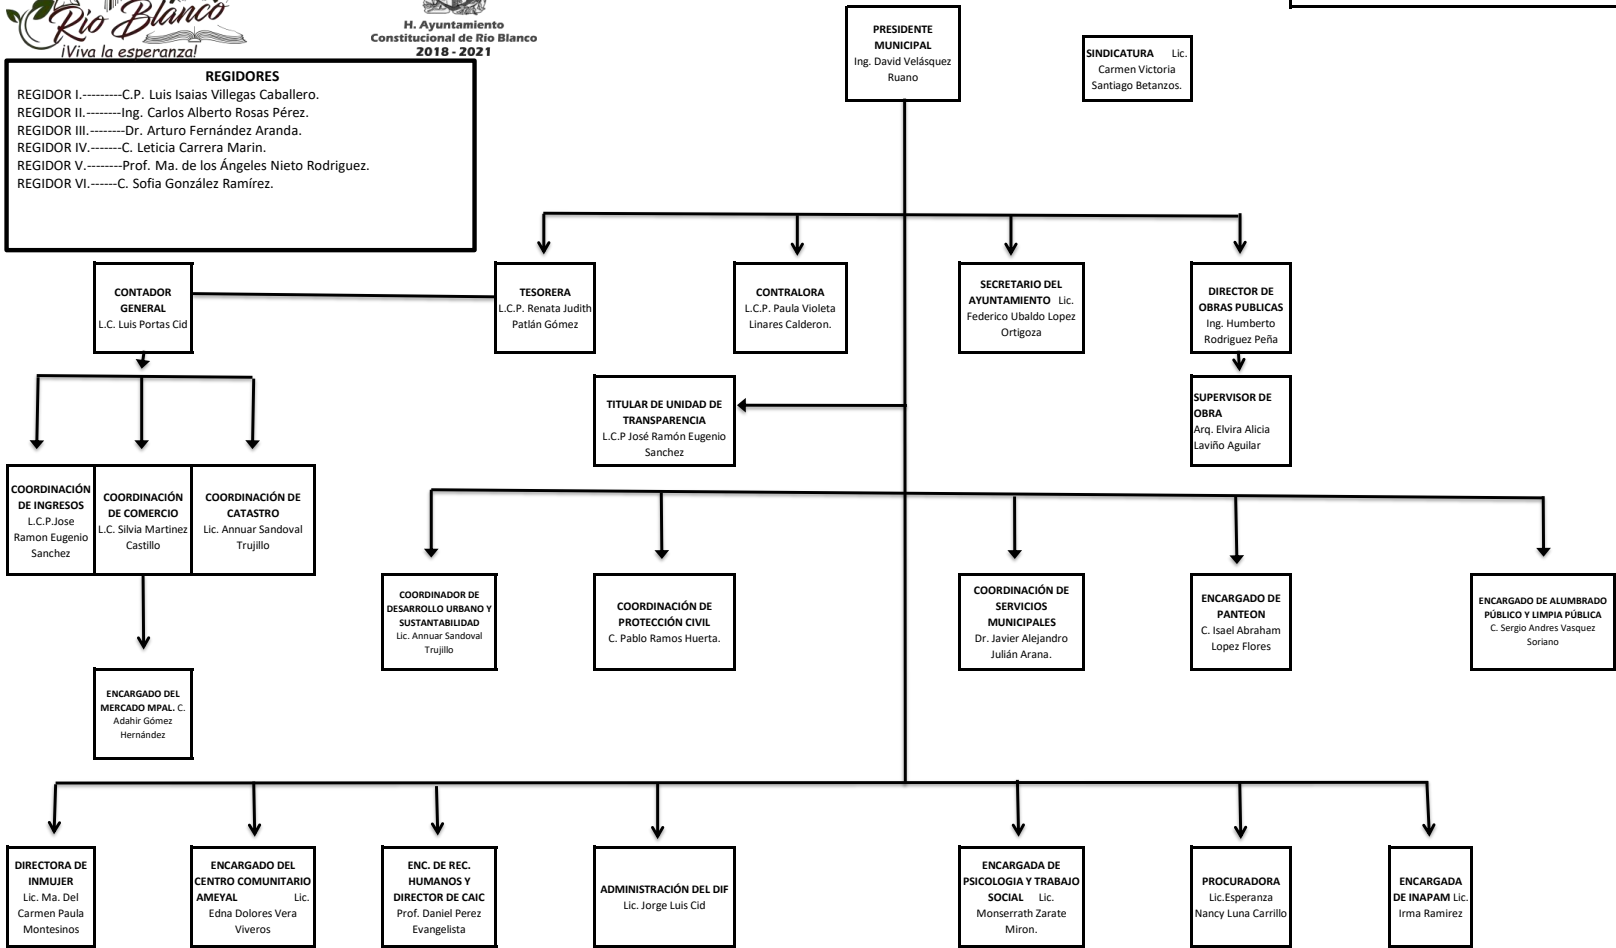 Río Blanco
¡Viva la esperanza!
H. Ayuntamiento
Constitucional de Río Blanco
2018 - 2021
PRESIDENTE
MUNICIPAL
Ing. David Velásquez
Ruano
SINDICATURA Lic.
Carmen Victoria
Santiago Betanzos.
REGIDORES
REGIDOR I.---------C.P. Luis Isaias Villegas Caballero.
REGIDOR II.--------Ing. Carlos Alberto Rosas Pérez.
REGIDOR III.--------Dr. Arturo Fernández Aranda.
REGIDOR IV.-------C. Leticia Carrera Marin.
REGIDOR V.--------Prof. Ma. de los Ángeles Nieto Rodriguez.
REGIDOR VI.------C. Sofia González Ramírez.
CONTADOR
GENERAL
L.C. Luis Portas Cid
TESORERA
L.C.P. Renata Judith
Patlán Gómez
CONTRALORA
L.C.P. Paula Violeta
Linares Calderon.
SECRETARIO DEL
AYUNTAMIENTO Lic.
Federico Ubaldo Lopez
Ortigoza
DIRECTOR DE
OBRAS PUBLICAS
Ing. Humberto
Rodriguez Peña
TITULAR DE UNIDAD DE
TRANSPARENCIA
L.C.P José Ramón Eugenio
Sanchez
SUPERVISOR DE
OBRA
Arq. Elvira Alicia
Laviño Aguilar
COORDINACIÓN
DE INGRESOS
L.C.P.Jose
Ramon Eugenio
Sanchez
COORDINACIÓN
DE COMERCIO
L.C. Silvia Martinez
Castillo
COORDINACIÓN DE
CATASTRO
Lic. Annuar Sandoval
Trujillo
COORDINADOR DE
DESARROLLO URBANO Y
SUSTANTABILIDAD
Lic. Annuar Sandoval
Trujillo
COORDINACIÓN DE
PROTECCIÓN CIVIL
C. Pablo Ramos Huerta.
COORDINACIÓN DE
SERVICIOS
MUNICIPALES
Dr. Javier Alejandro
Julián Arana.
ENCARGADO DE
PANTEON
C. Isael Abraham
Lopez Flores
ENCARGADO DE ALUMBRADO
PÚBLICO Y LIMPIA PÚBLICA
C. Sergio Andres Vasquez
Soriano
ENCARGADO DEL
MERCADO MPAL. C.
Adahir Gómez
Hernández
DIRECTORA DE
INMUJER
Lic. Ma. Del
Carmen Paula
Montesinos
ENCARGADO DEL
CENTRO COMUNITARIO
AMEYAL Lic.
Edna Dolores Vera
Viveros
ENC. DE REC.
HUMANOS Y
DIRECTOR DE CAIC
Prof. Daniel Perez
Evangelista
ADMINISTRACIÓN DEL DIF
Lic. Jorge Luis Cid
ENCARGADA DE
PSICOLOGIA Y TRABAJO
SOCIAL Lic.
Monserrath Zarate
Miron.
PROCURADORA
Lic.Esperanza
Nancy Luna Carrillo
ENCARGADA
DE INAPAM Lic.
Irma Ramirez